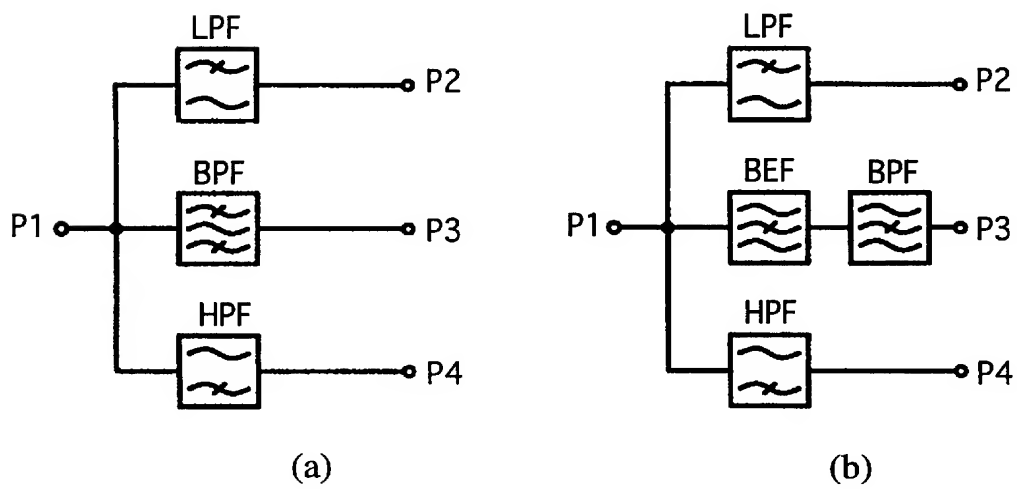 LPF
P2
BPF
P1
P3
HPF
P4
(a)
LPF
P2
BEF BPF
P1
P3
HPF
P4
(b)